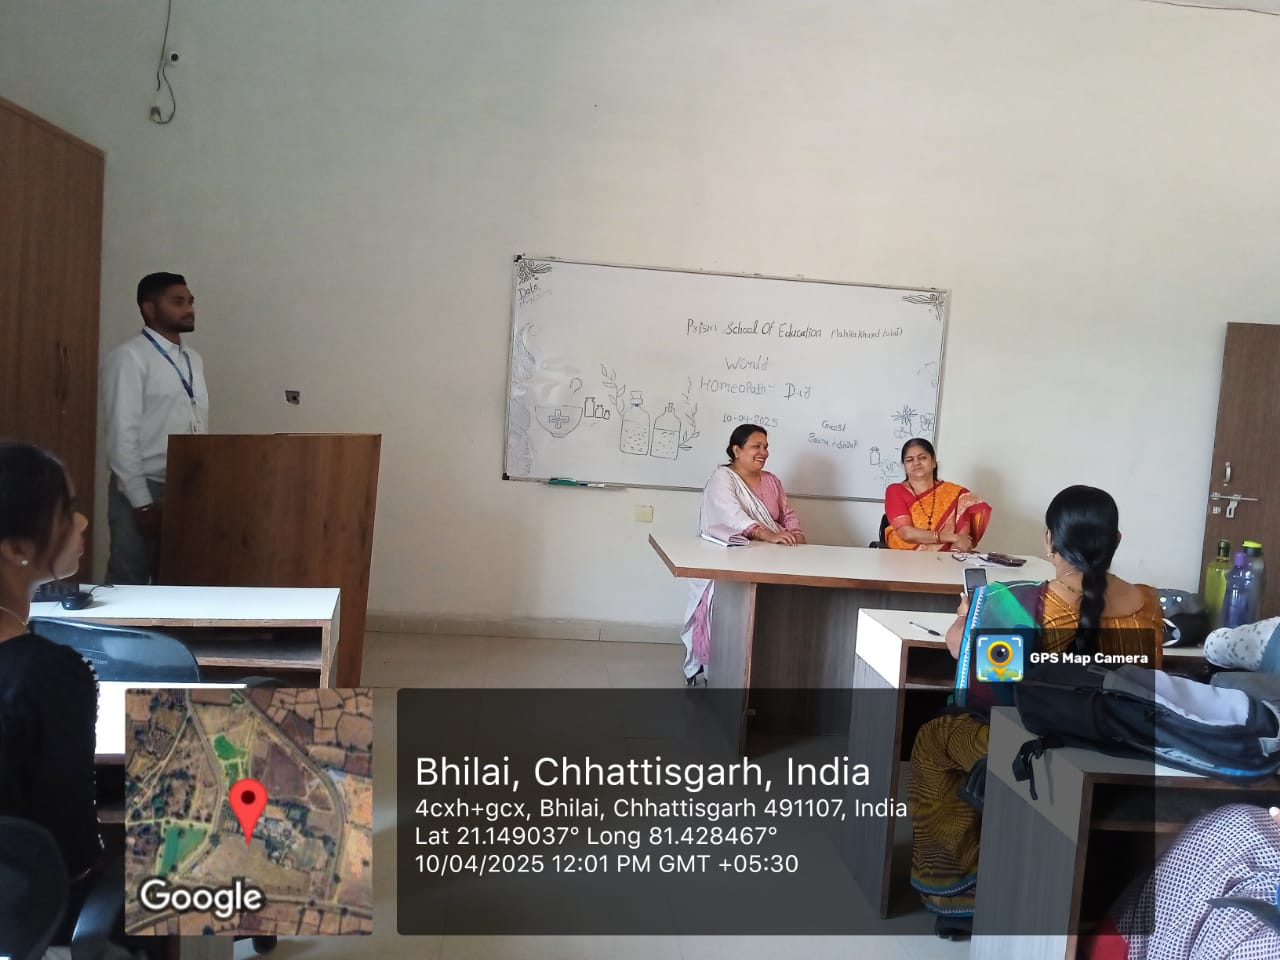 Date.
Prism School Of Education
World
Homeopath
Day
10-04-2025
Guest
GPS Map Camera
Bhilai, Chhattisgarh, India
4cxh+gcx, Bhilai, Chhattisgarh 491107, India
Lat 21.149037° Long 81.428467°
10/04/2025 12:01 PM GMT +05:30
Google